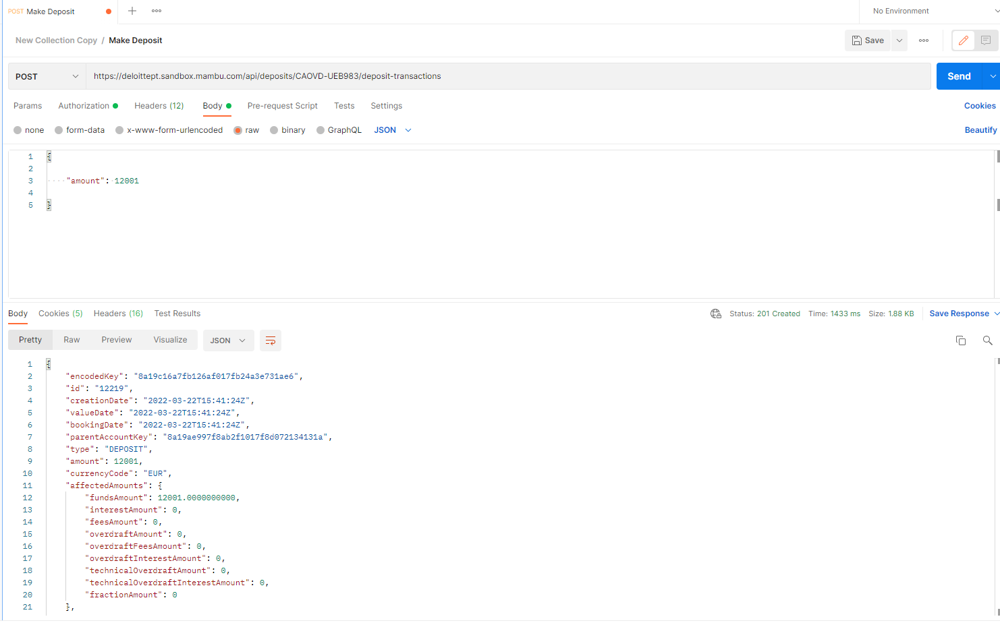 POST Make Deposit
No Environment
New Collection Copy / Make Deposit
Save
POST
https://deloittept.sandbox.mambu.com/api/deposits/CAOVD-UEB983/deposit-transactions
Send
Params Authorization Headers (12) Body Pre-request Script Tests Settings Cookies
none form-data x-www-form-urlencoded raw binary GraphQL JSON Beautify
1 {
2
3 "amount": 12001
4
5 }
Body Cookies (5) Headers (16) Test Results Status: 201 Created Time: 1433 ms Size: 1.88 KB Save Response
Pretty Raw Preview Visualize JSON
1 {
2 "encodedKey": "8a19c16a7fb126af017fb24a3e731ae6",
3 "id": "12219",
4 "creationDate": "2022-03-22T15:41:24Z",
5 "valueDate": "2022-03-22T15:41:24Z",
6 "bookingDate": "2022-03-22T15:41:24Z",
7 "parentAccountKey": "8a19ae997f8ab2f1017f8d072134131a",
8 "type": "DEPOSIT",
9 "amount": 12001,
10 "currencyCode": "EUR",
11 "affectedAmounts": {
12 "fundsAmount": 12001.0000000000,
13 "interestAmount": 0,
14 "feesAmount": 0,
15 "overdraftAmount": 0,
16 "overdraftFeesAmount": 0,
17 "overdraftInterestAmount": 0,
18 "technicalOverdraftAmount": 0,
19 "technicalOverdraftInterestAmount": 0,
20 "fractionAmount": 0
21 },